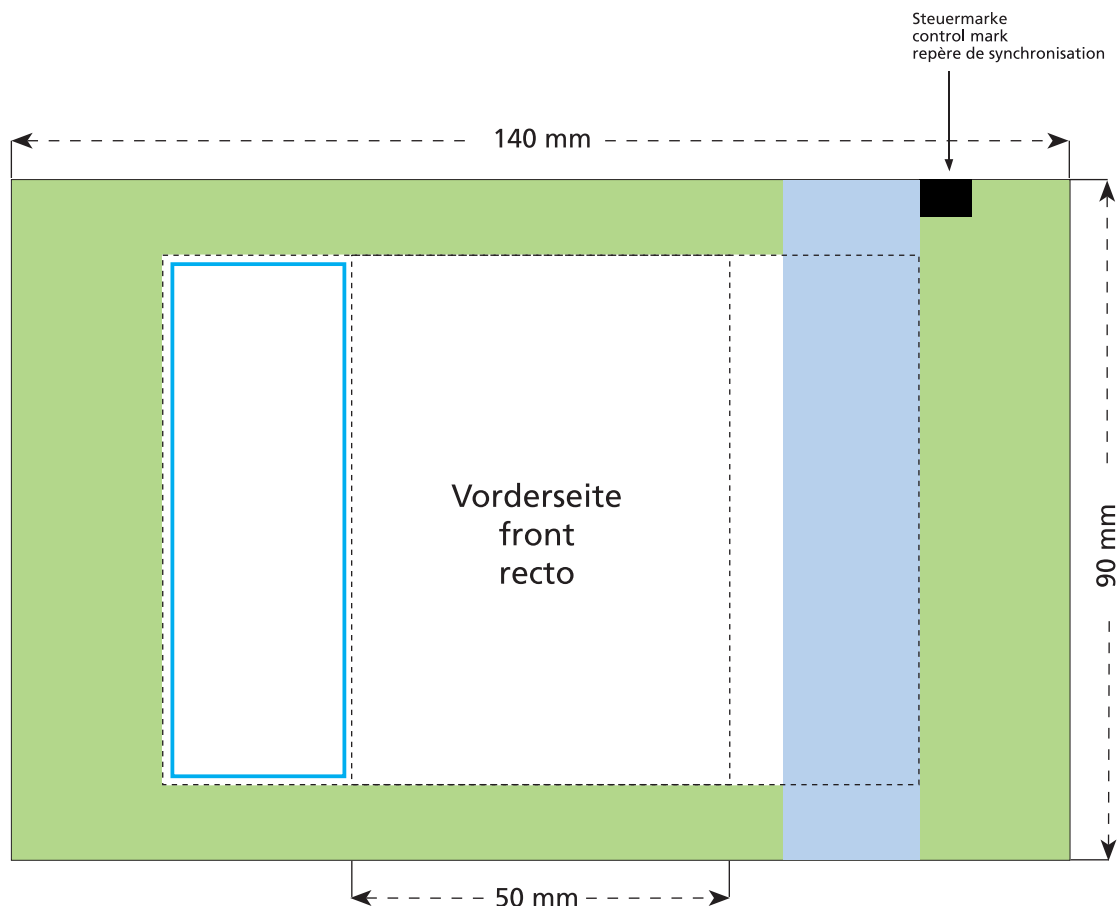 Steuermarke
control mark
repère de synchronisation
140 mm
Vorderseite
front
recto
90 mm
50 mm